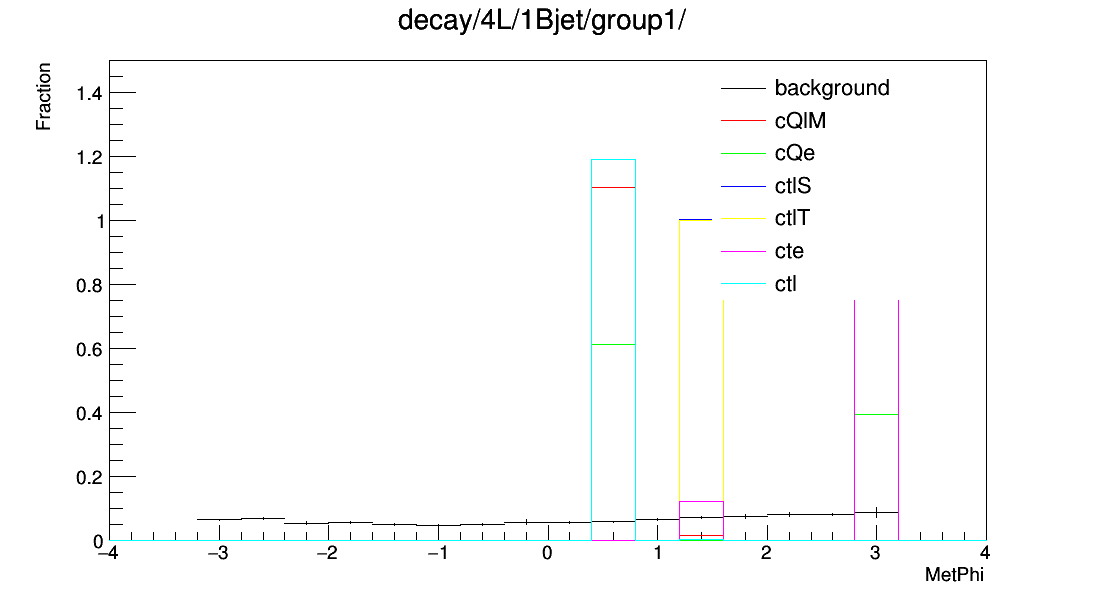 decay/4L/1Bjet/group1/
Fraction
1.4
1.2
1
0.8
0.6
0.4
0.2
0
background
cQlM
cQe
ctlS
ctlT
cte
ctl
−4 −3 −2 −1 0 1 2 3 4
MetPhi